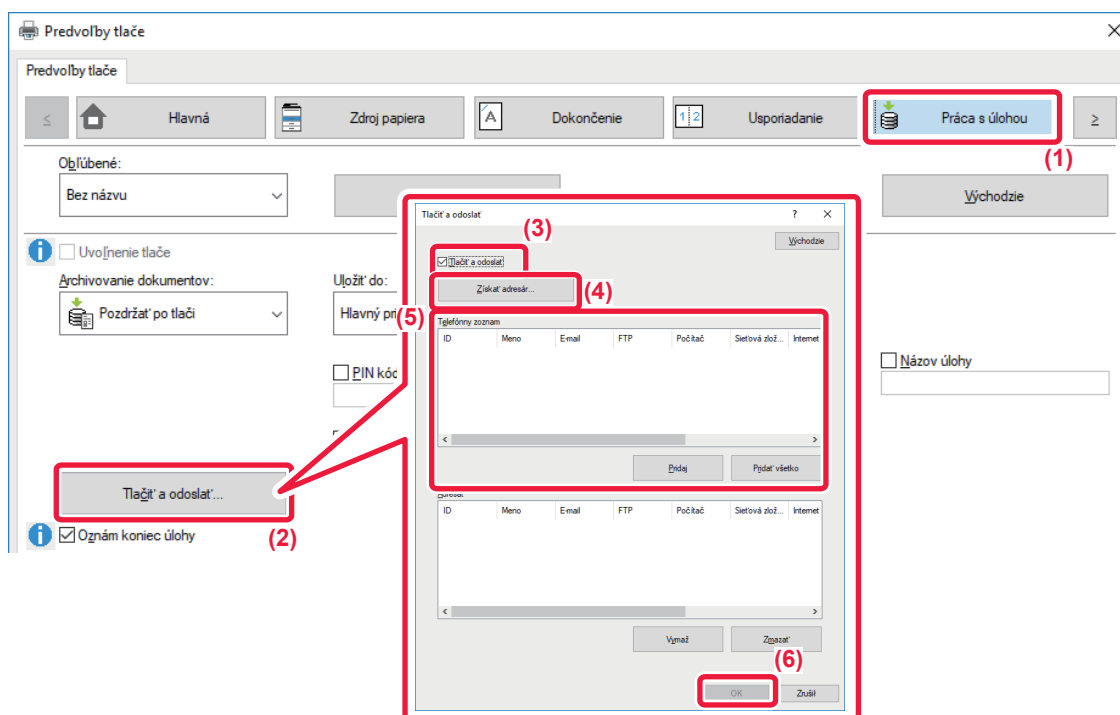 Predvoľby tlače
Predvoľby tlače
< Hlavná Zdroj papiera A Dokončenie 1 2 Usporiadanie Práca s úlohou >
(1)
Obľúbené:
Bez názvu
Východzie
Tlačiť a odoslať ? ×
(3)
Východzie
Uvoľnenie tlače
Tlačiť a odoslať
Archivovanie dokumentov:
Uložiť do:
Získať adresár...
(4)
Pozdržať po tlači
Hlavný
(5)
Telefónny zoznam
ID Meno E-mail FTP Počítač Sieťová zlož... Internet
PIN
Názov úlohy
< >
Pridaj Pridať všetko
Tlačiť a odoslať...
(2)
Adresát
ID Meno E-mail FTP Počítač Sieťová zlož... Internet
Oznám koniec úlohy
< >
Vymaž Zmazať
(6)
OK Zrušiť